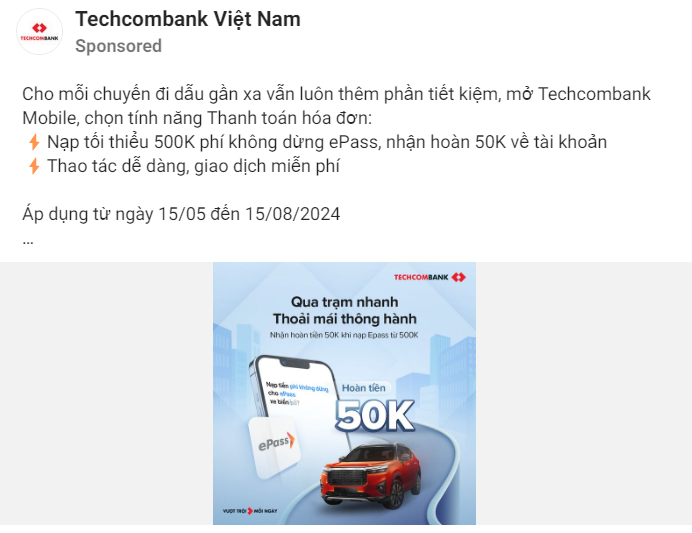 Techcombank Việt Nam
Sponsored
TECHCOMBANK
Cho mỗi chuyến đi dẫu gần xa vẫn luôn thêm phần tiết kiệm, mở Techcombank
Mobile, chọn tính năng Thanh toán hóa đơn:
⚡ Nạp tối thiểu 500K phí không dừng ePass, nhận hoàn 50K về tài khoản
⚡ Thao tác dễ dàng, giao dịch miễn phí
Áp dụng từ ngày 15/05 đến 15/08/2024
...
TECHCOMBANK
Qua trạm nhanh
Thoải mái thông hành
Nhận hoàn tiền 50K khi nạp Epass từ 500K
Nạp tiền phí không dừng
cho ePass
xe biển
Hoàn tiền
50K
ePass
VƯỢT TRỘI MỖI NGÀY